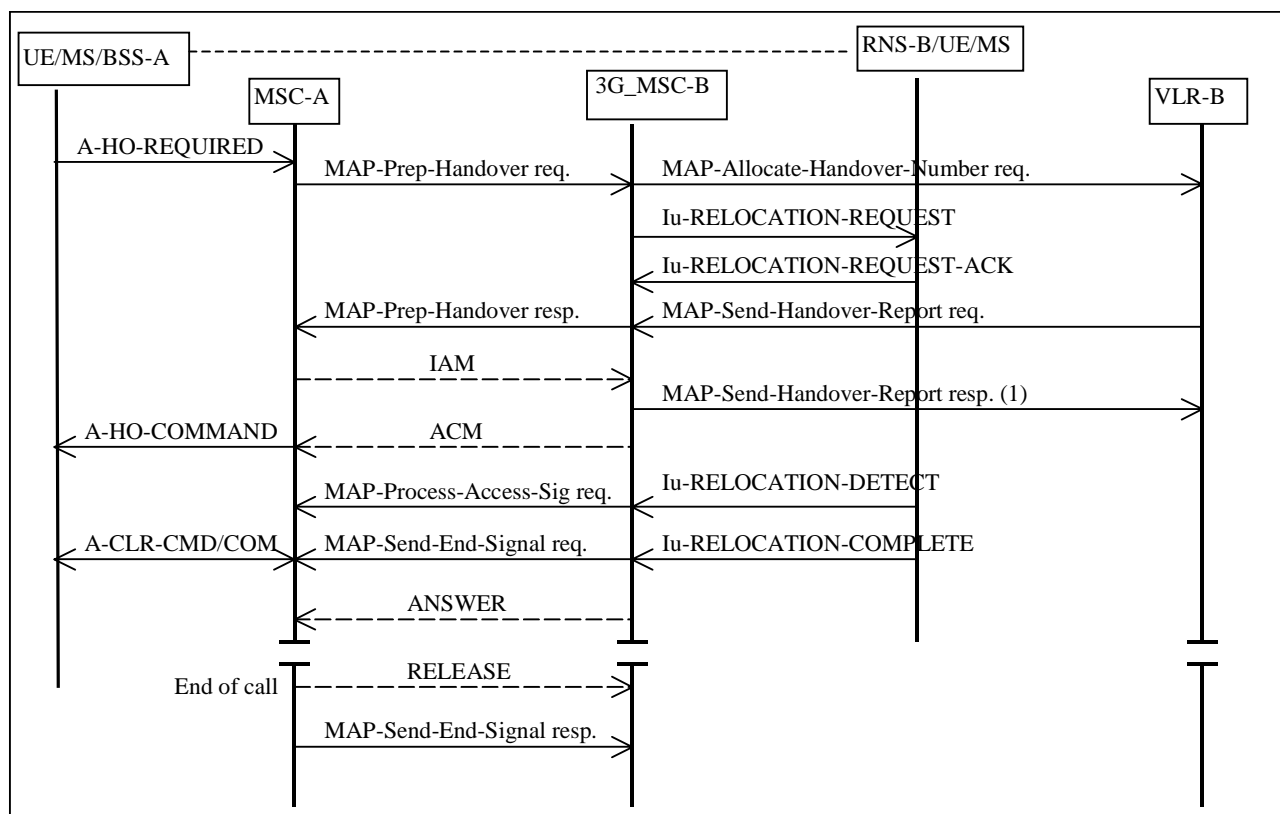 RNS-B/UE/MS
UE/MS/BSS-A
3G_MSC-B
MSC-A
VLR-B
A-HO-REQUIRED
MAP-Prep-Handover req.
MAP-Allocate-Handover-Number req.
Iu-RELOCATION-REQUEST
Iu-RELOCATION-REQUEST-ACK
MAP-Prep-Handover resp.
MAP-Send-Handover-Report req.
IAM
MAP-Send-Handover-Report resp. (1)
A-HO-COMMAND
ACM
MAP-Process-Access-Sig req.
Iu-RELOCATION-DETECT
A-CLR-CMD/COM
MAP-Send-End-Signal req.
Iu-RELOCATION-COMPLETE
ANSWER
RELEASE
End of call
MAP-Send-End-Signal resp.